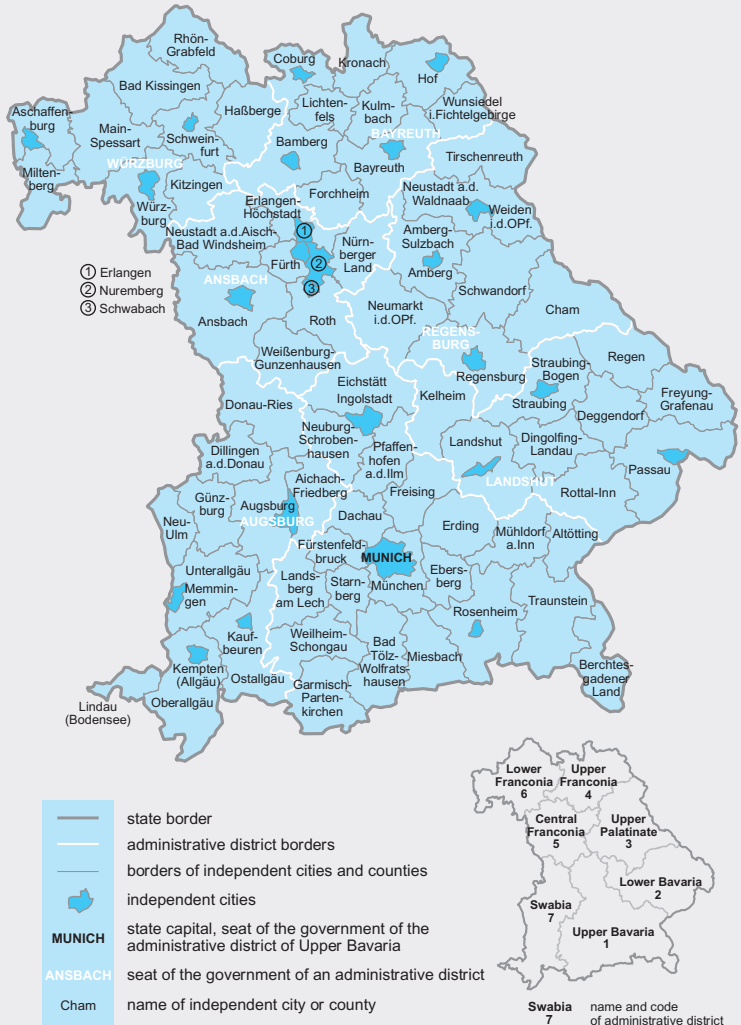 Rhön-
Grabfeld
Coburg
Kronach
Hof
Bad Kissingen
Aschaffen-
burg
Haßberge
Lichten-
fels
Kulm-
bach
Wunsiedel
i.Fichtelgebirge
Main-
Spessart
Schwein-
furt
Bamberg
BAYREUTH
Bayreuth
Tirschenreuth
WÜRZBURG
Milten-
berg
Kitzingen
Forchheim
Neustadt a.d.
Waldnaab
Würz-
burg
Erlangen-
Höchstadt
Weiden
i.d.OPf.
Neustadt a.d.Aisch-
Bad Windsheim
1
2
3
Nürn-
berger
Land
Amberg-
Sulzbach
Amberg
Fürth
1 Erlangen
2 Nuremberg
3 Schwabach
ANSBACH
Ansbach
Roth
Neumarkt
i.d.OPf.
Schwandorf
Cham
Weißenburg-
Gunzenhausen
REGENS-
BURG
Regensburg
Straubing-
Bogen
Straubing
Regen
Eichstätt
Ingolstadt
Kelheim
Freyung-
Grafenau
Donau-Ries
Deggendorf
Neuburg-
Schroben-
hausen
Landshut
Dingolfing-
Landau
Dillingen
a.d.Donau
Pfaffen-
hofen
a.d.Ilm
Passau
Aichach-
Friedberg
LANDSHUT
Rottal-Inn
Günz-
burg
Augsburg
AUGSBURG
Freising
Neu-
Ulm
Dachau
Erding
Mühldorf
a.Inn
Altötting
Fürstenfeld-
bruck
MUNICH
München
Unterallgäu
Memmin-
gen
Lands-
berg
am Lech
Starn-
berg
Ebers-
berg
Rosenheim
Traunstein
Kauf-
beuren
Weilheim-
Schongau
Bad
Tölz-
Wolfrats-
hausen
Miesbach
Kempten
(Allgäu)
Ostallgäu
Berchtes-
gadener
Land
Lindau
(Bodensee)
Oberallgäu
Garmisch-
Parten-
kirchen
state border
administrative district borders
borders of independent cities and counties
independent cities
MUNICH
state capital, seat of the government of the
administrative district of Upper Bavaria
ANSBACH
seat of the government of an administrative district
Cham
name of independent city or county
Lower
Franconia
6
Upper
Franconia
4
Central
Franconia
5
Upper
Palatinate
3
Lower Bavaria
2
Swabia
7
Upper Bavaria
1
Swabia
7
name and code
of administrative district